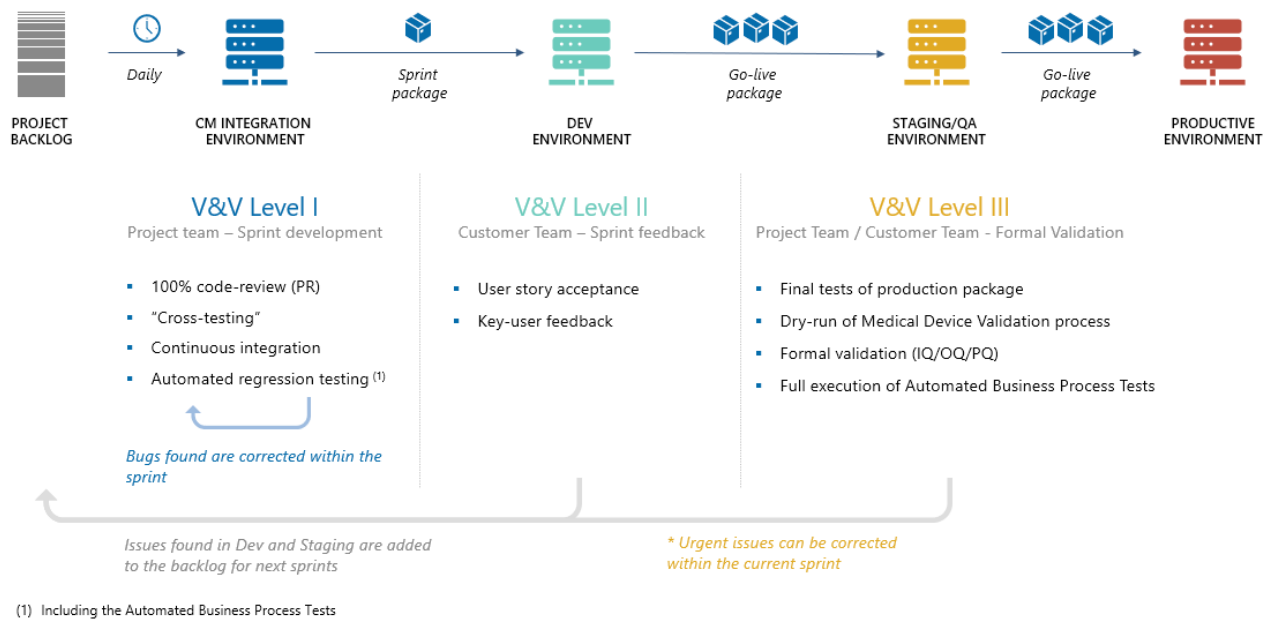 Daily
Sprint
package
Go-live
package
Go-live
package
PROJECT
BACKLOG
CM INTEGRATION
ENVIRONMENT
DEV
ENVIRONMENT
STAGING/QA
ENVIRONMENT
PRODUCTIVE
ENVIRONMENT
V&V Level I
Project team – Sprint development
▪ 100% code-review (PR)
▪ “Cross-testing”
▪ Continuous integration
▪ Automated regression testing (1)
Bugs found are corrected within the
sprint
V&V Level II
Customer Team – Sprint feedback
▪ User story acceptance
▪ Key-user feedback
V&V Level III
Project Team / Customer Team - Formal Validation
▪ Final tests of production package
▪ Dry-run of Medical Device Validation process
▪ Formal validation (IQ/OQ/PQ)
▪ Full execution of Automated Business Process Tests
Issues found in Dev and Staging are added
to the backlog for next sprints
* Urgent issues can be corrected
within the current sprint
(1) Including the Automated Business Process Tests